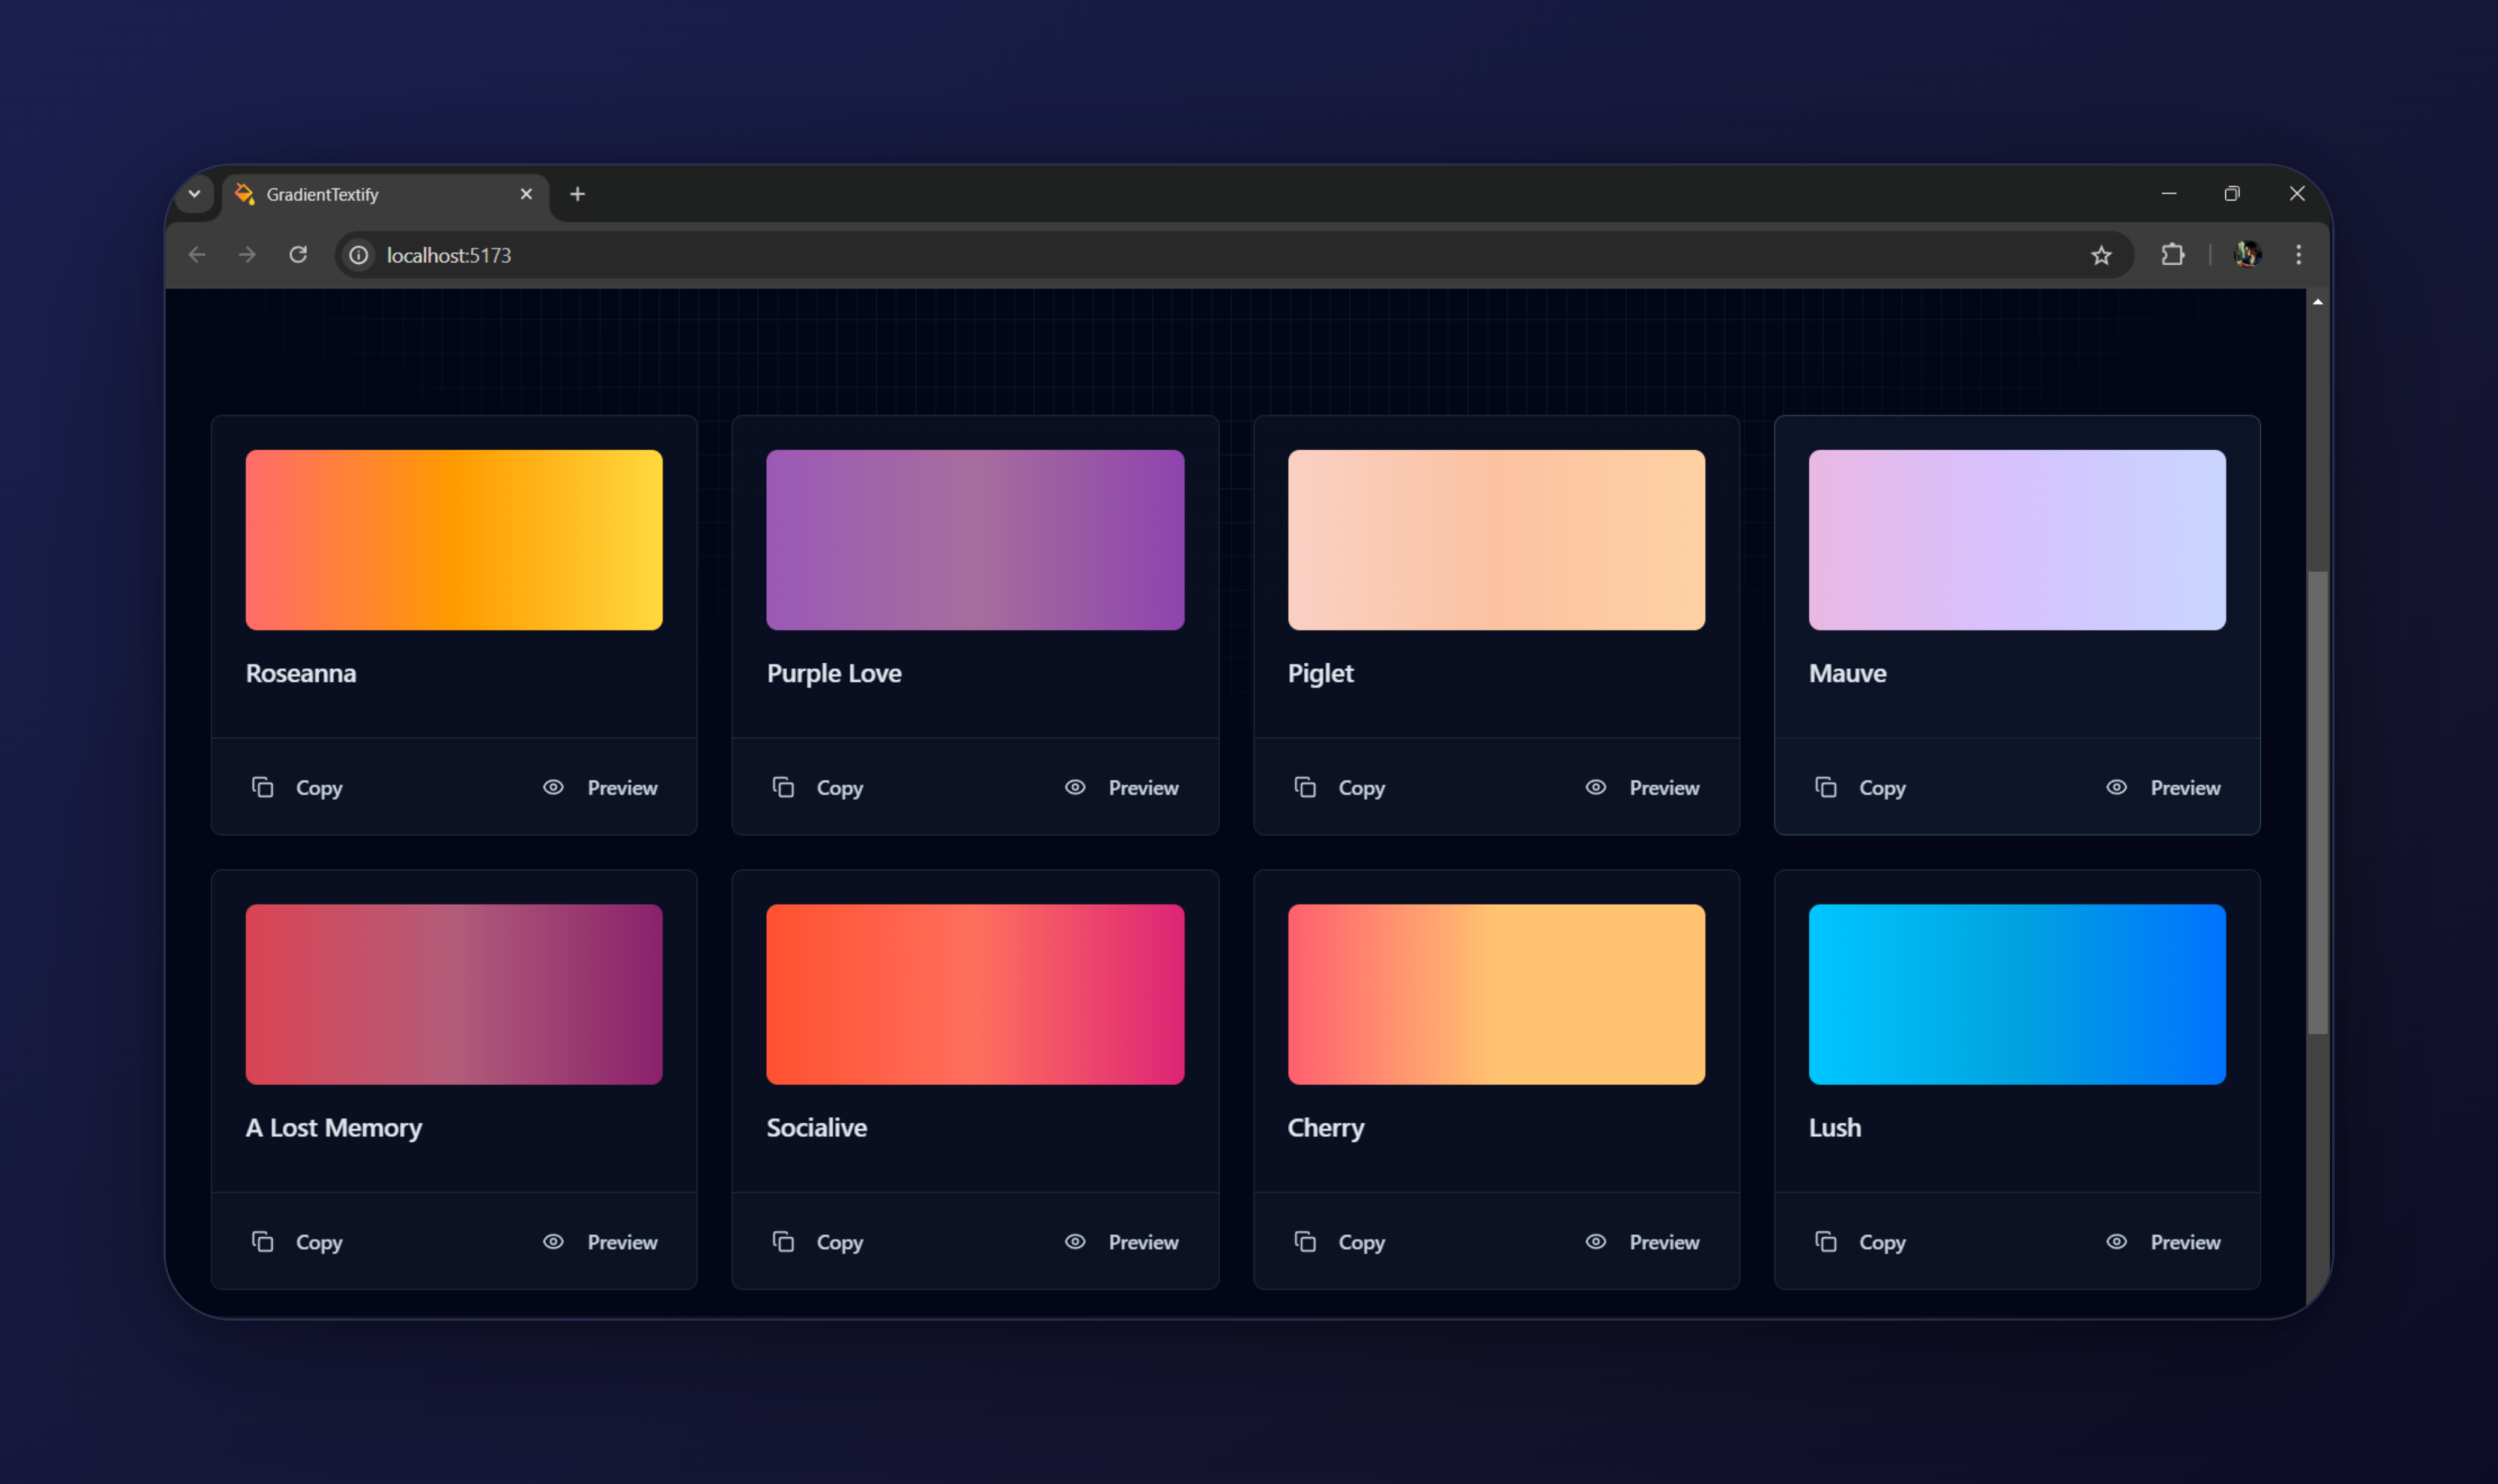 GradientTextify
localhost:5173
Roseanna
Purple Love
Piglet
Mauve
Copy
Preview
Copy
Preview
Copy
Preview
Copy
Preview
A Lost Memory
Socialive
Cherry
Lush
Copy
Preview
Copy
Preview
Copy
Preview
Copy
Preview